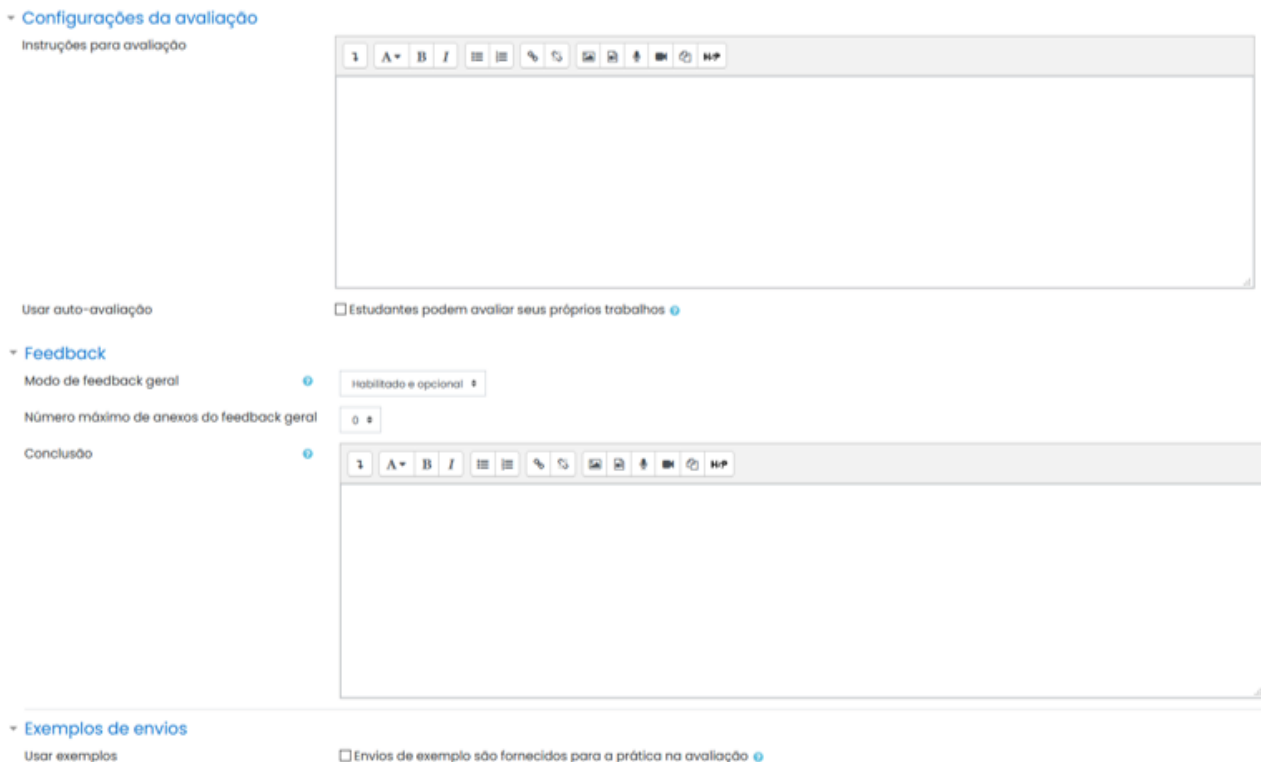 Configurações da avaliação
Instruções para avaliação
A B I H-P
Usar auto-avaliação Estudantes podem avaliar seus próprios trabalhos
Feedback
Modo de feedback geral Habilitado e opcional
Número máximo de anexos do feedback geral 0
Conclusão
A B I H-P
Exemplos de envios
Usar exemplos Envios de exemplo são fornecidos para a prática na avaliação